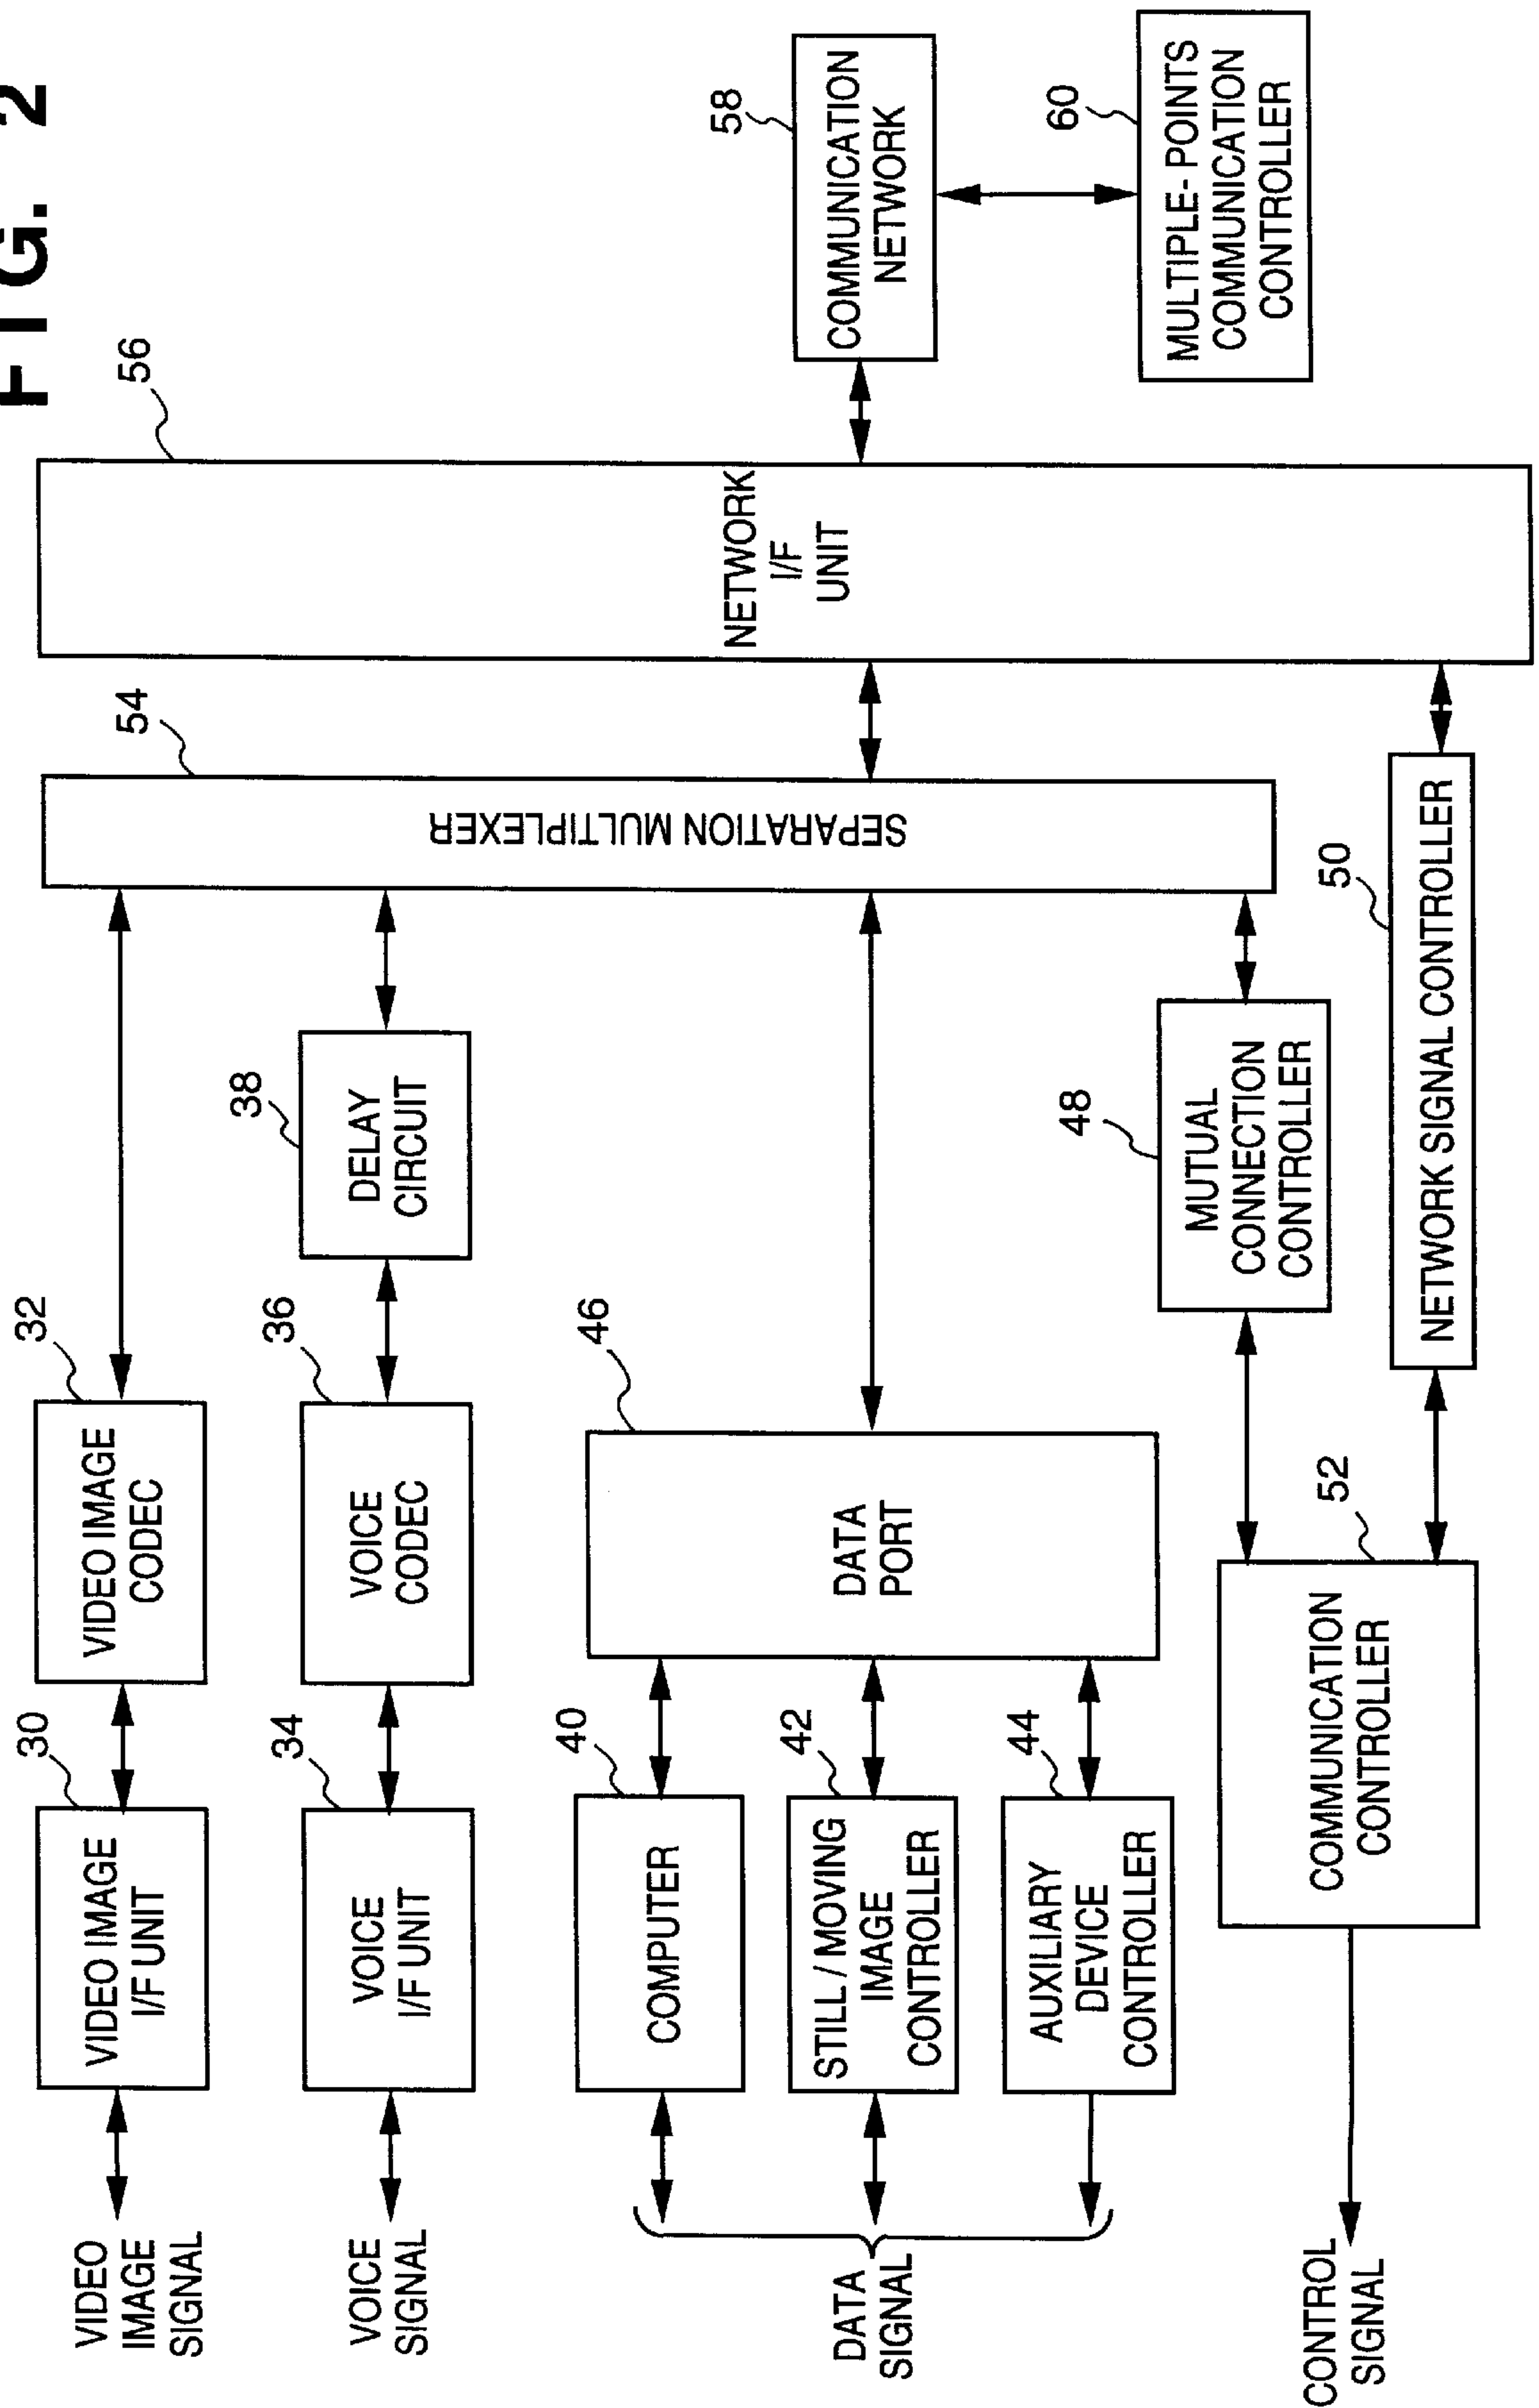 FIG. 2
VIDEO
IMAGE
SIGNAL
30
VIDEO IMAGE
I/F UNIT
32
VIDEO IMAGE
CODEC
VOICE
SIGNAL
34
VOICE
I/F UNIT
36
VOICE
CODEC
38
DELAY
CIRCUIT
DATA
SIGNAL
40
COMPUTER
42
STILL / MOVING
IMAGE
CONTROLLER
44
AUXILIARY
DEVICE
CONTROLLER
46
DATA
PORT
CONTROL
SIGNAL
52
COMMUNICATION
CONTROLLER
48
MUTUAL
CONNECTION
CONTROLLER
50
NETWORK SIGNAL CONTROLLER
54
SEPARATION MULTIPLEXER
56
NETWORK
I/F
UNIT
58
COMMUNICATION
NETWORK
60
MULTIPLE-POINTS
COMMUNICATION
CONTROLLER